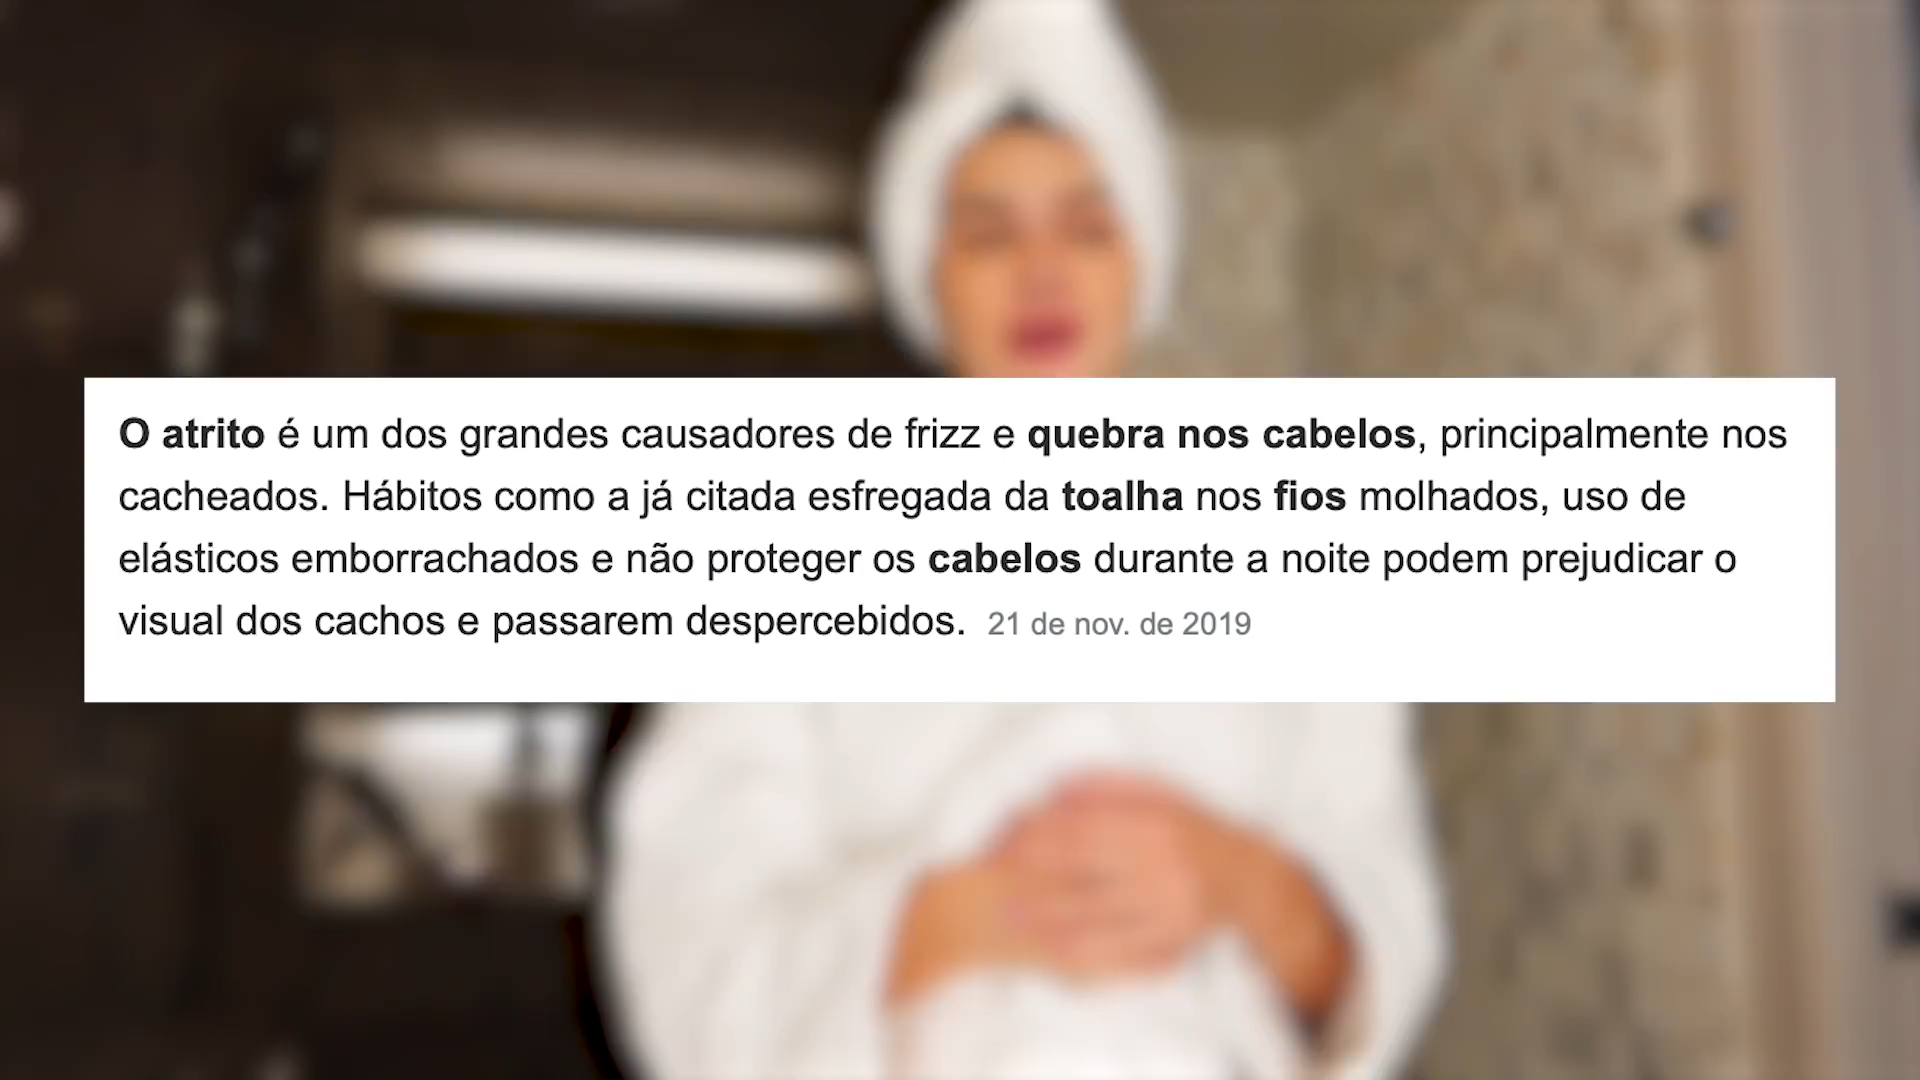 O atrito é um dos grandes causadores de frizz e quebra nos cabelos, principalmente nos
cacheados. Hábitos como a já citada esfregada da toalha nos fios molhados, uso de
elásticos emborrachados e não proteger os cabelos durante a noite podem prejudicar o
visual dos cachos e passarem despercebidos. 21 de nov. de 2019